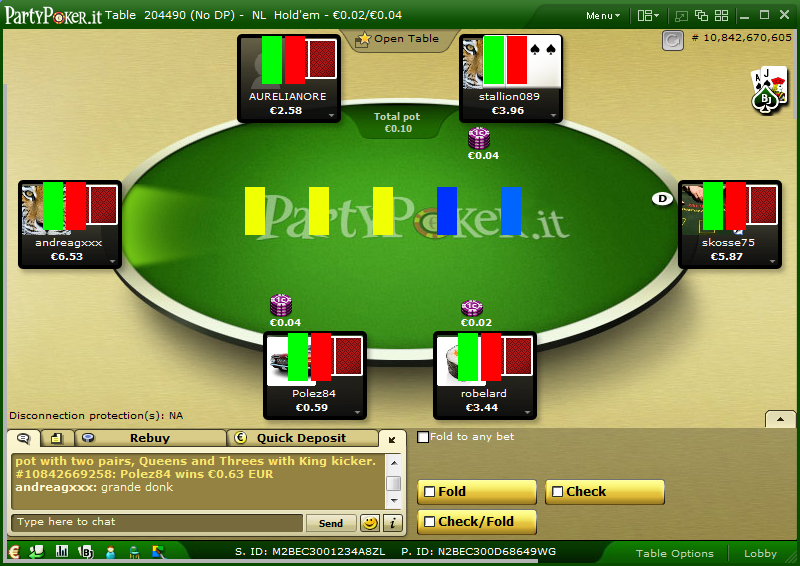 PartyPoker.it Table 204490 (No DP) - NL Hold'em - €0.02/€0.04
Menu
Open Table
# 10,842,670,605
AURELIANORE
€2.58
stallion089
€3.96
A J
BJ
Total pot
€0.10
€0.04
andreagxxx
€6.53
PartyPoker.it
D
skosse75
€5.87
€0.04
€0.02
Polez84
€0.59
robelard
€3.44
Disconnection protection(s): NA
Rebuy
Quick Deposit
Fold to any bet
pot with two pairs, Queens and Threes with King kicker.
#10842669258: Polez84 wins €0.63 EUR
andreagxxx: grande donk
Fold
Check
Type here to chat
Send
i
Check/Fold
S. ID: M2BEC3001234A8ZL P. ID: N2BEC300D68649WG
Table Options
Lobby